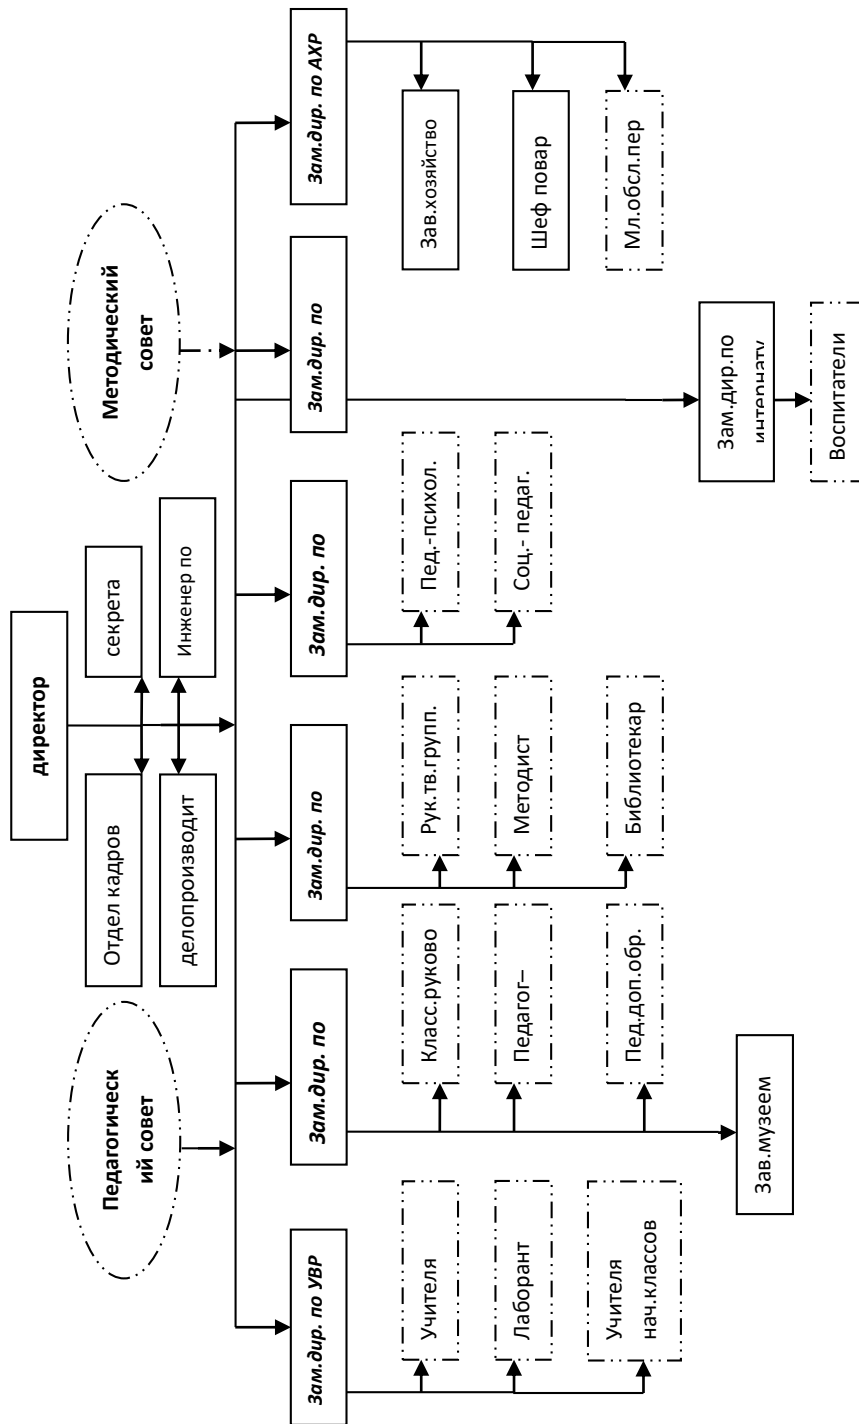 директор
Отдел кадров
секрета
делопроизводит
Инженер по
Педагогическ
ий совет
Методический
совет
Зам.дир. по УВР
Зам.дир. по
Зам.дир. по
Зам.дир. по
Зам.дир. по
Зам.дир. по АХР
Учителя
Лаборант
Учителя
нач.классов
Класс.руково
Педагог–
Пед.доп.обр.
Зав.музеем
Рук.тв.групп.
Методист
Библиотекар
Пед.-психол.
Соц.- педаг.
Зам.дир.по
интернату
Воспитатели
Зав.хозяйство
Шеф повар
Мл.обсл.пер